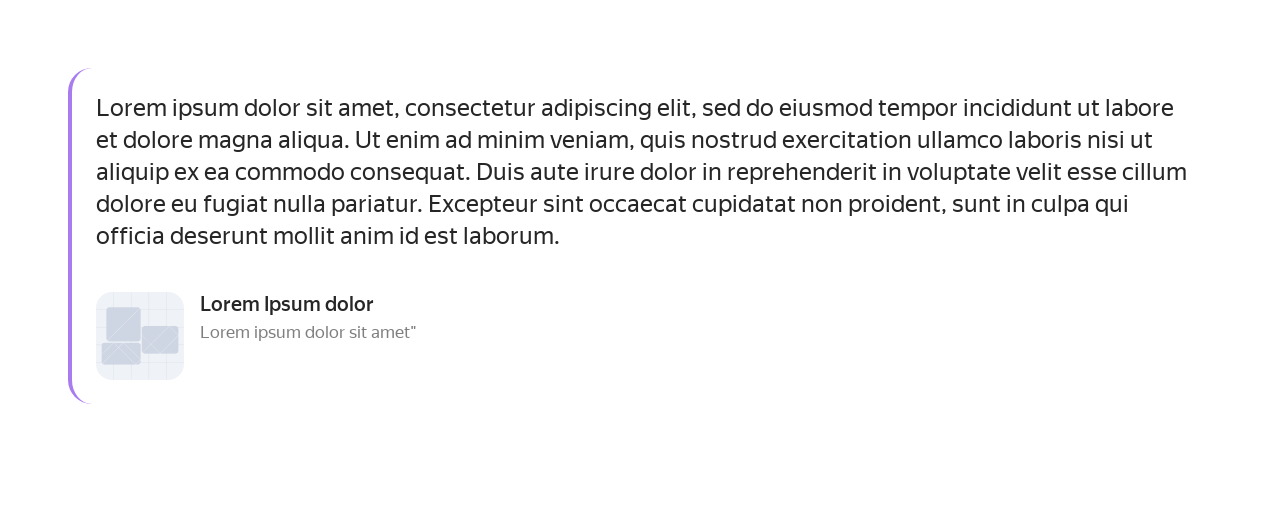 Lorem ipsum dolor sit amet, consectetur adipiscing elit, sed do eiusmod tempor incididunt ut labore
et dolore magna aliqua. Ut enim ad minim veniam, quis nostrud exercitation ullamco laboris nisi ut
aliquip ex ea commodo consequat. Duis aute irure dolor in reprehenderit in voluptate velit esse cillum
dolore eu fugiat nulla pariatur. Excepteur sint occaecat cupidatat non proident, sunt in culpa qui
officia deserunt mollit anim id est laborum.
Lorem Ipsum dolor
Lorem ipsum dolor sit amet"